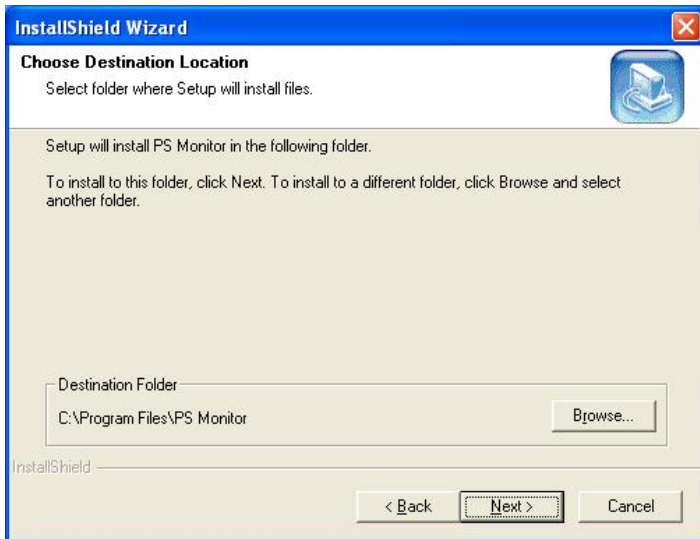 InstallShield Wizard
Choose Destination Location
Select folder where Setup will install files.
Setup will install PS Monitor in the following folder.
To install to this folder, click Next. To install to a different folder, click Browse and select
another folder.
Destination Folder
C:\Program Files\PS Monitor
Browse...
InstallShield
< Back
Next >
Cancel